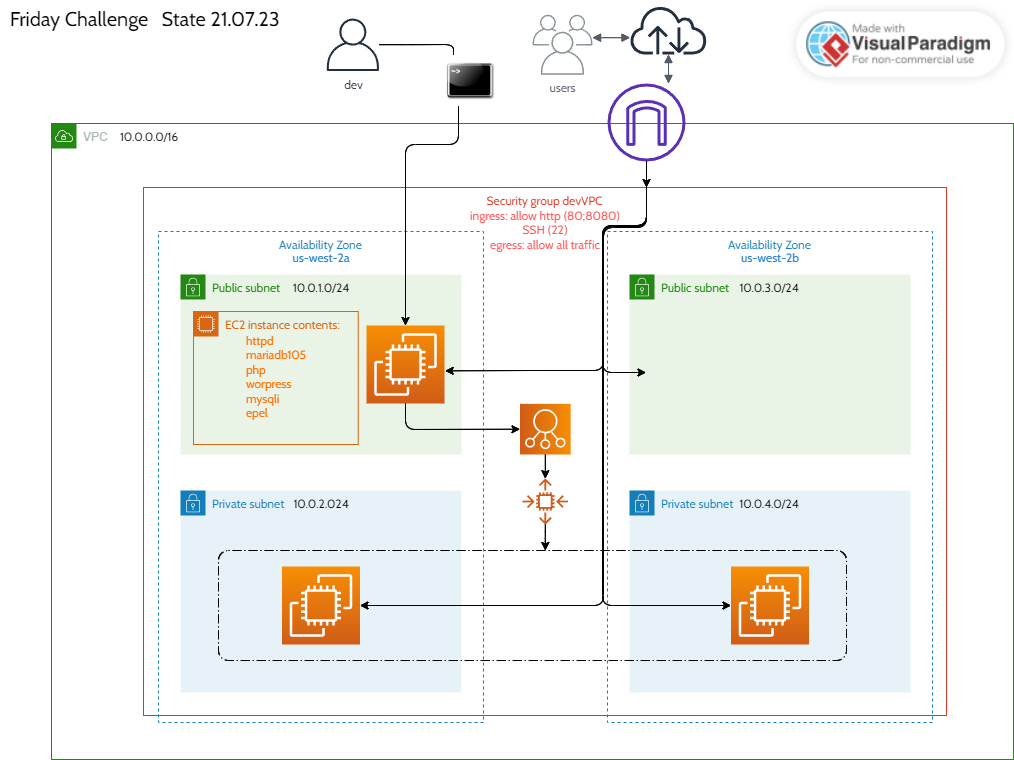 Friday Challenge   State 21.07.23
Made with
VisualParadigm
For non-commercial use
dev
users
VPC   10.0.0.0/16
Security group devVPC
ingress: allow http (80;8080)
SSH (22)
egress: allow all traffic
Availability Zone
us-west-2a
Public subnet   10.0.1.0/24
EC2 instance contents:
httpd
mariadb105
php
worpress
mysqli
epel
Private subnet   10.0.2.024
Availability Zone
us-west-2b
Public subnet   10.0.3.0/24
Private subnet   10.0.4.0/24